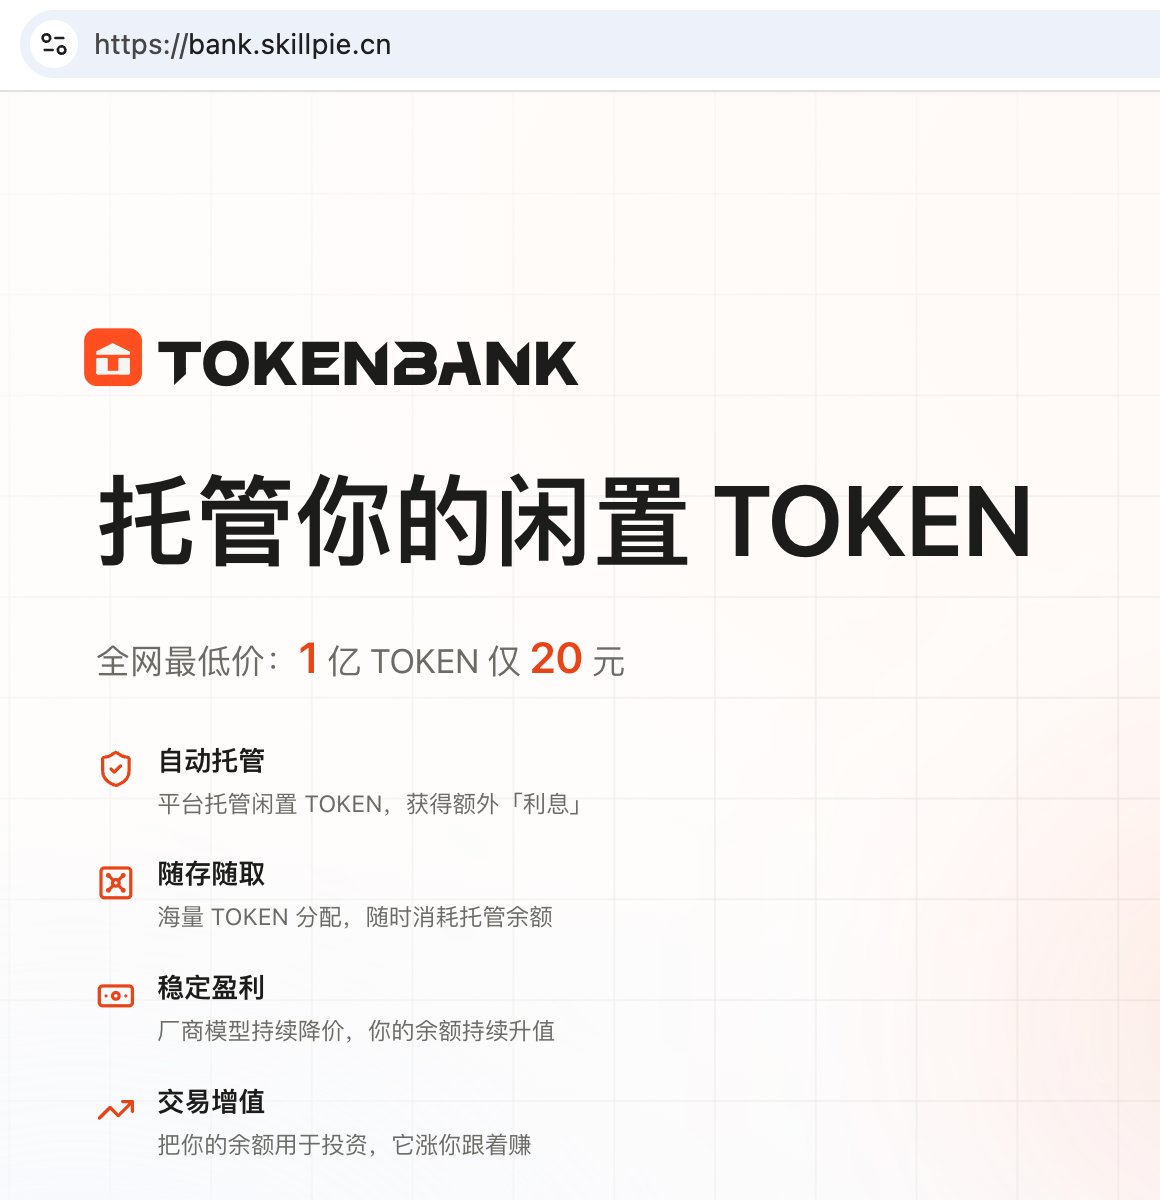 https://bank.skillpie.cn
TOKENBANK
托管你的闲置 TOKEN
全网最低价：1 亿 TOKEN 仅 20 元
自动托管
平台托管闲置 TOKEN，获得额外「利息」
随存随取
海量 TOKEN 分配，随时消耗托管余额
稳定盈利
厂商模型持续降价，你的余额持续升值
交易增值
把你的余额用于投资，它涨你跟着赚